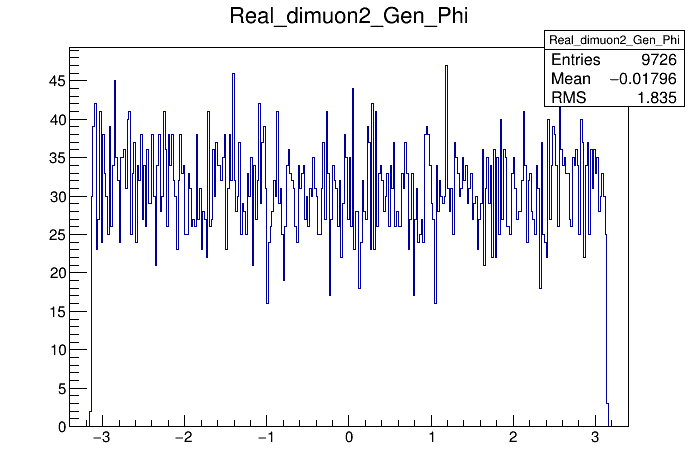 Real_dimuon2_Gen_Phi
Real_dimuon2_Gen_Phi
Entries 9726
Mean −0.01796
RMS 1.835
45
40
35
30
25
20
15
10
5
0
−3 −2 −1 0 1 2 3